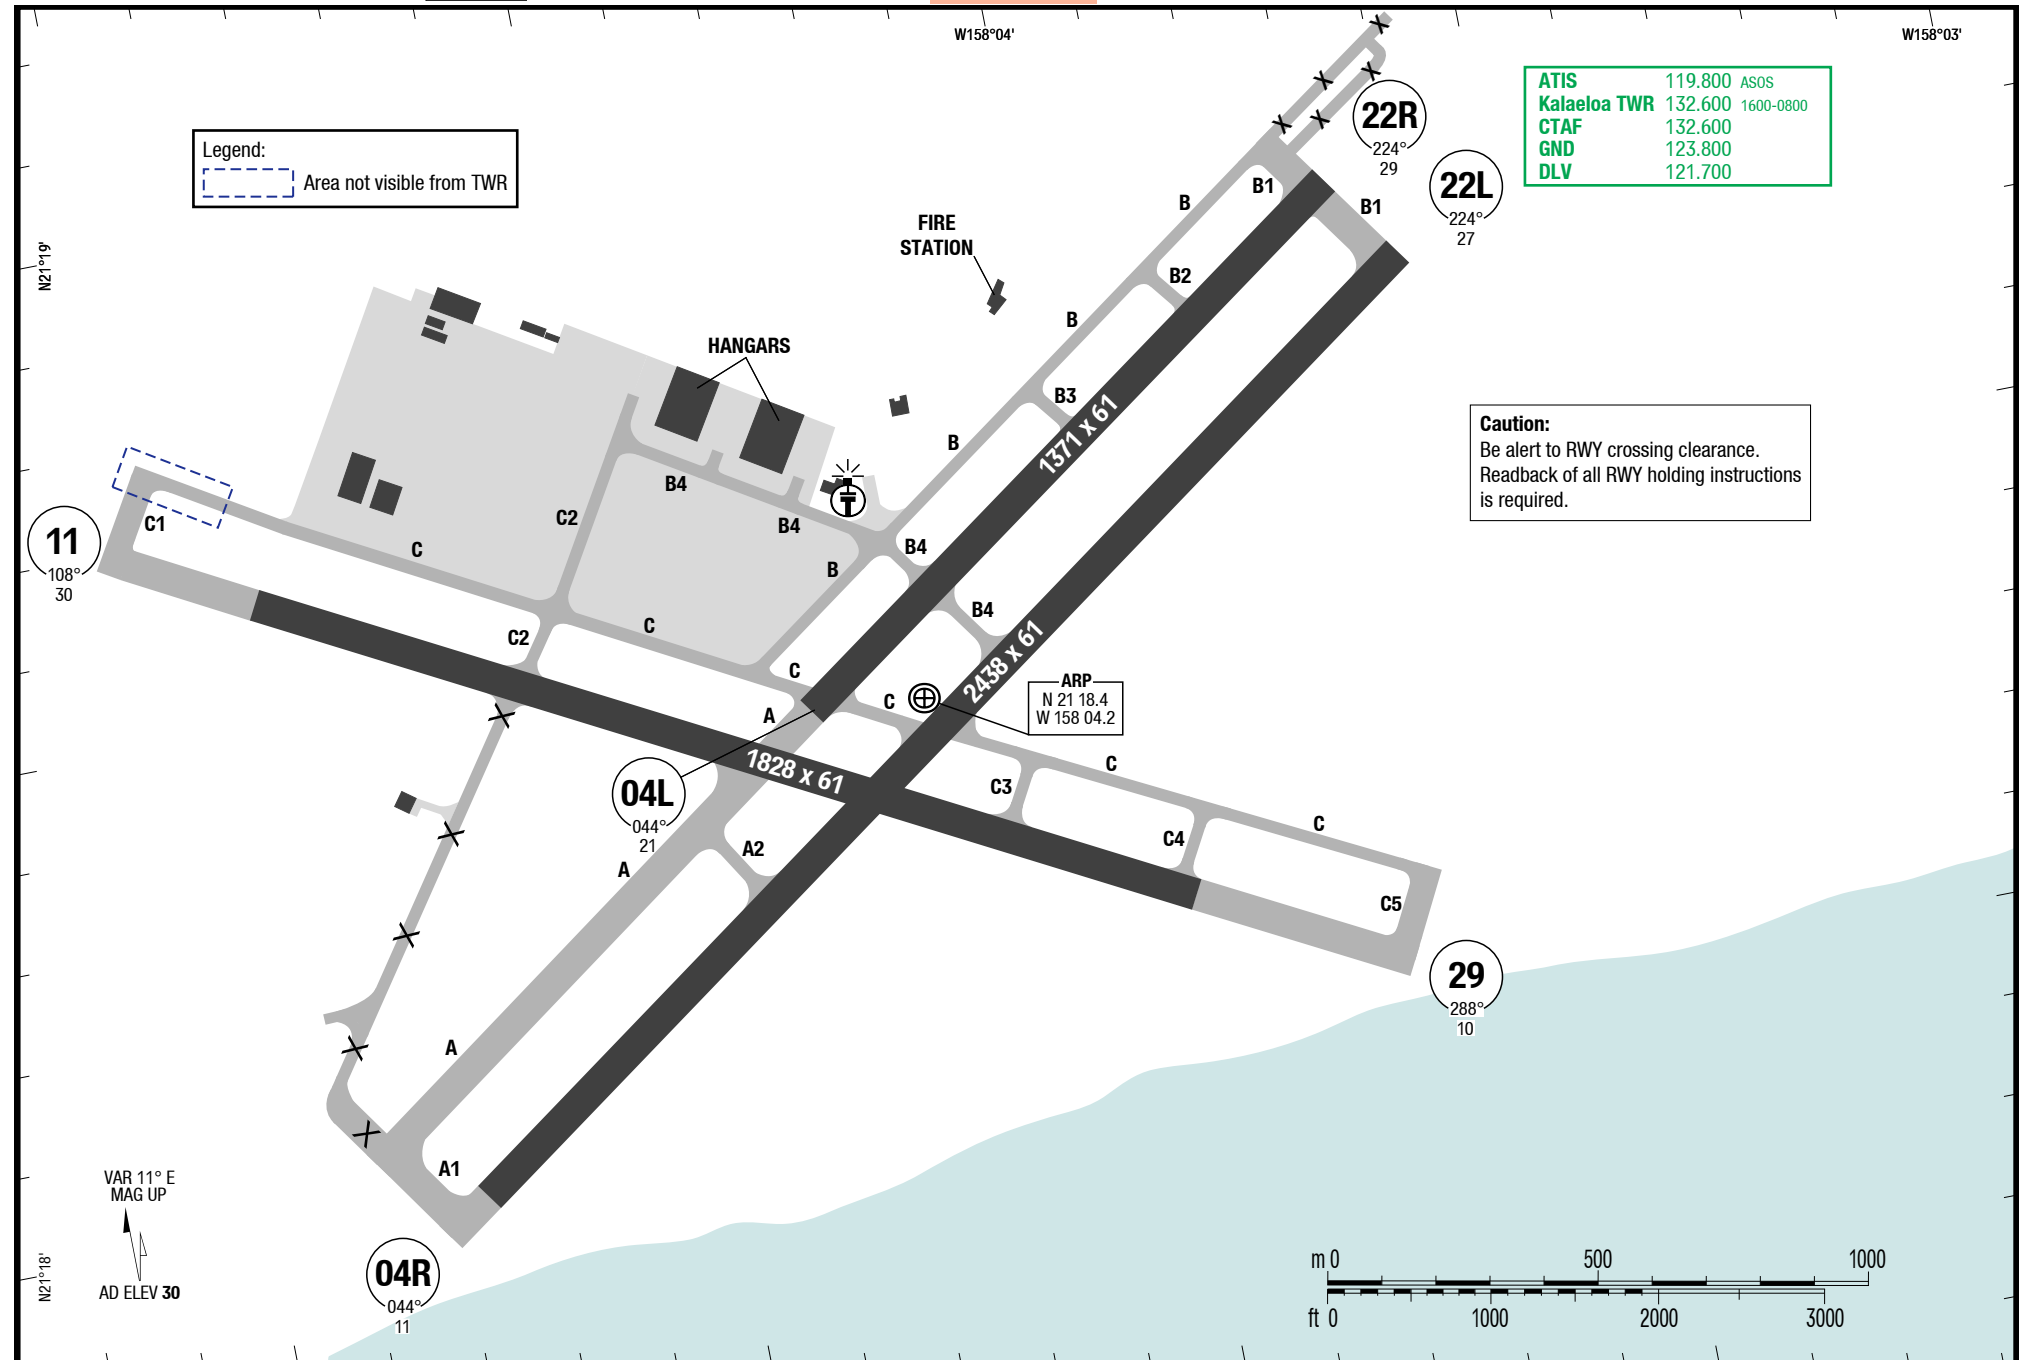 W158°04'
W158°03'
ATIS 119.800 ASOS
Kalaeloa TWR 132.600 1600-0800
CTAF 132.600
GND 123.800
DLV 121.700
22R
224°
29
Legend:
Area not visible from TWR
22L
224°
27
B1
B1
B
FIRE
STATION
N21°19'
B2
B
HANGARS
B3
1371 x 61
Caution:
Be alert to RWY crossing clearance.
Readback of all RWY holding instructions
is required.
B
B4
C2
B4
C1
11
108°
30
C
B4
B
B4
C2
C
2438 x 61
C
C
ARP
N 21 18.4
W 158 04.2
A
1828 x 61
C
04L
044°
21
C3
C
C4
A2
A
C5
29
288°
10
A
A1
VAR 11° E
MAG UP
AD ELEV 30
N21°18'
04R
044°
11
m 0 500 1000
ft 0 1000 2000 3000